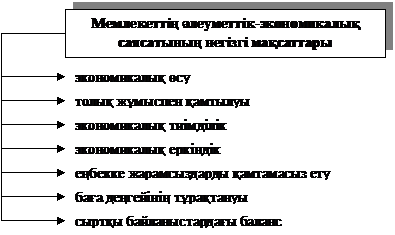 Мемлекеттің әлеуметтік-экономикалық
саясатының негізгі мақсаттары
экономикалық өсу
толық жұмыспен қамтылуы
экономикалық тиімділік
экономикалық еркіндік
еңбекке жарамсыздарды қамтамасыз ету
баға деңгейінің тұрақтануы
сыртқы байланыстардағы баланс